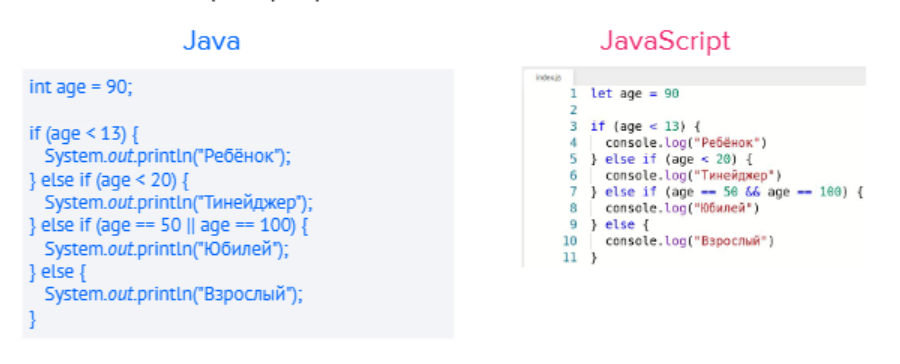 Java
int age = 90;
if (age < 13) {
System.out.println("Ребёнок");
} else if (age < 20) {
System.out.println("Тинейджер");
} else if (age == 50 || age == 100) {
System.out.println("Юбилей");
} else {
System.out.println("Взрослый");
}
JavaScript
index.js
1 let age = 90
2
3 if (age < 13) {
4 console.log("Ребёнок")
5 } else if (age < 20) {
6 console.log("Тинейджер")
7 } else if (age == 50 && age == 100) {
8 console.log("Юбилей")
9 } else {
10 console.log("Взрослый")
11 }